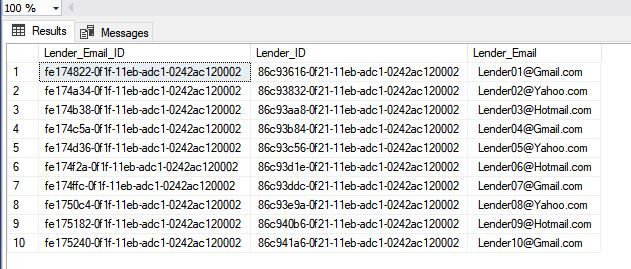 100 %
Results Messages
Lender_Email_ID Lender_ID Lender_Email
1 fe174822-0f1f-11eb-adc1-0242ac120002 86c93616-0f21-11eb-adc1-0242ac120002 Lender01@Gmail.com
2 fe174a34-0f1f-11eb-adc1-0242ac120002 86c93832-0f21-11eb-adc1-0242ac120002 Lender02@Yahoo.com
3 fe174b38-0f1f-11eb-adc1-0242ac120002 86c93aa8-0f21-11eb-adc1-0242ac120002 Lender03@Hotmail.com
4 fe174c5a-0f1f-11eb-adc1-0242ac120002 86c93b84-0f21-11eb-adc1-0242ac120002 Lender04@Gmail.com
5 fe174d36-0f1f-11eb-adc1-0242ac120002 86c93c56-0f21-11eb-adc1-0242ac120002 Lender05@Yahoo.com
6 fe174f2a-0f1f-11eb-adc1-0242ac120002 86c93d1e-0f21-11eb-adc1-0242ac120002 Lender06@Hotmail.com
7 fe174ffc-0f1f-11eb-adc1-0242ac120002 86c93ddc-0f21-11eb-adc1-0242ac120002 Lender07@Gmail.com
8 fe1750c4-0f1f-11eb-adc1-0242ac120002 86c93e9a-0f21-11eb-adc1-0242ac120002 Lender08@Yahoo.com
9 fe175182-0f1f-11eb-adc1-0242ac120002 86c940b6-0f21-11eb-adc1-0242ac120002 Lender09@Hotmail.com
10 fe175240-0f1f-11eb-adc1-0242ac120002 86c941a6-0f21-11eb-adc1-0242ac120002 Lender10@Gmail.com